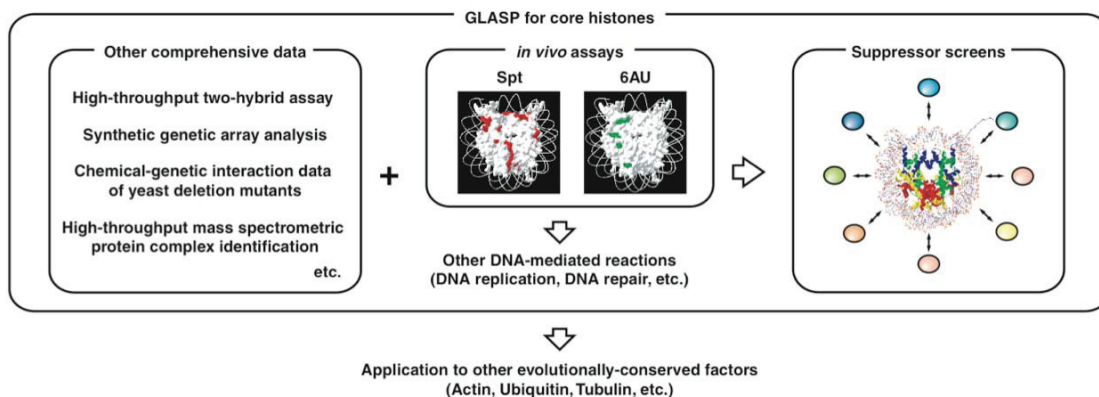 GLASP for core histones
Other comprehensive data
High-throughput two-hybrid assay
Synthetic genetic array analysis
Chemical-genetic interaction data
of yeast deletion mutants
High-throughput mass spectrometric
protein complex identification
etc.
+
in vivo assays
Spt
6AU
Other DNA-mediated reactions
(DNA replication, DNA repair, etc.)
Suppressor screens
Application to other evolutionally-conserved factors
(Actin, Ubiquitin, Tubulin, etc.)